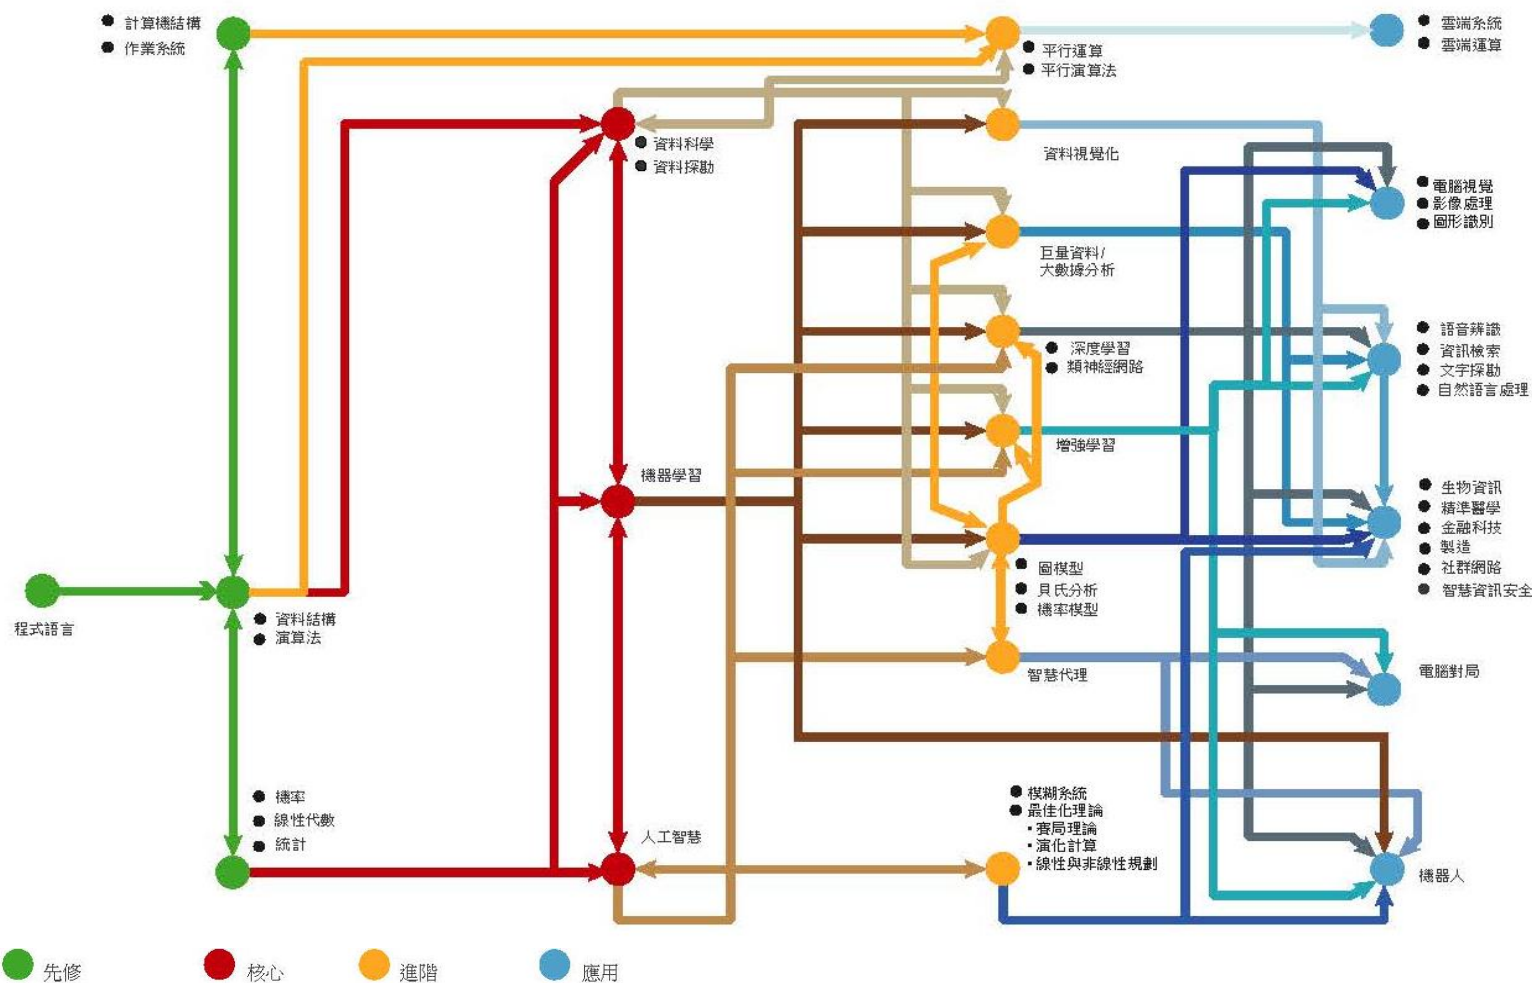 計算機結構
作業系統
平行運算
平行演算法
雲端系統
雲端運算
資料科學
資料探勘
資料視覺化
電腦視覺
影像處理
圖形識別
巨量資料/
大數據分析
深度學習
類神經網路
語音辨識
資訊檢索
文字探勘
自然語言處理
增強學習
機器學習
生物資訊
精準醫學
金融科技
製造
社群網路
智慧資訊安全
圖模型
貝氏分析
機率模型
程式語言
資料結構
演算法
智慧代理
電腦對局
機率
線性代數
統計
人工智慧
模糊系統
最佳化理論
·賽局理論
·演化計算
·線性與非線性規劃
機器人
先修
核心
進階
應用